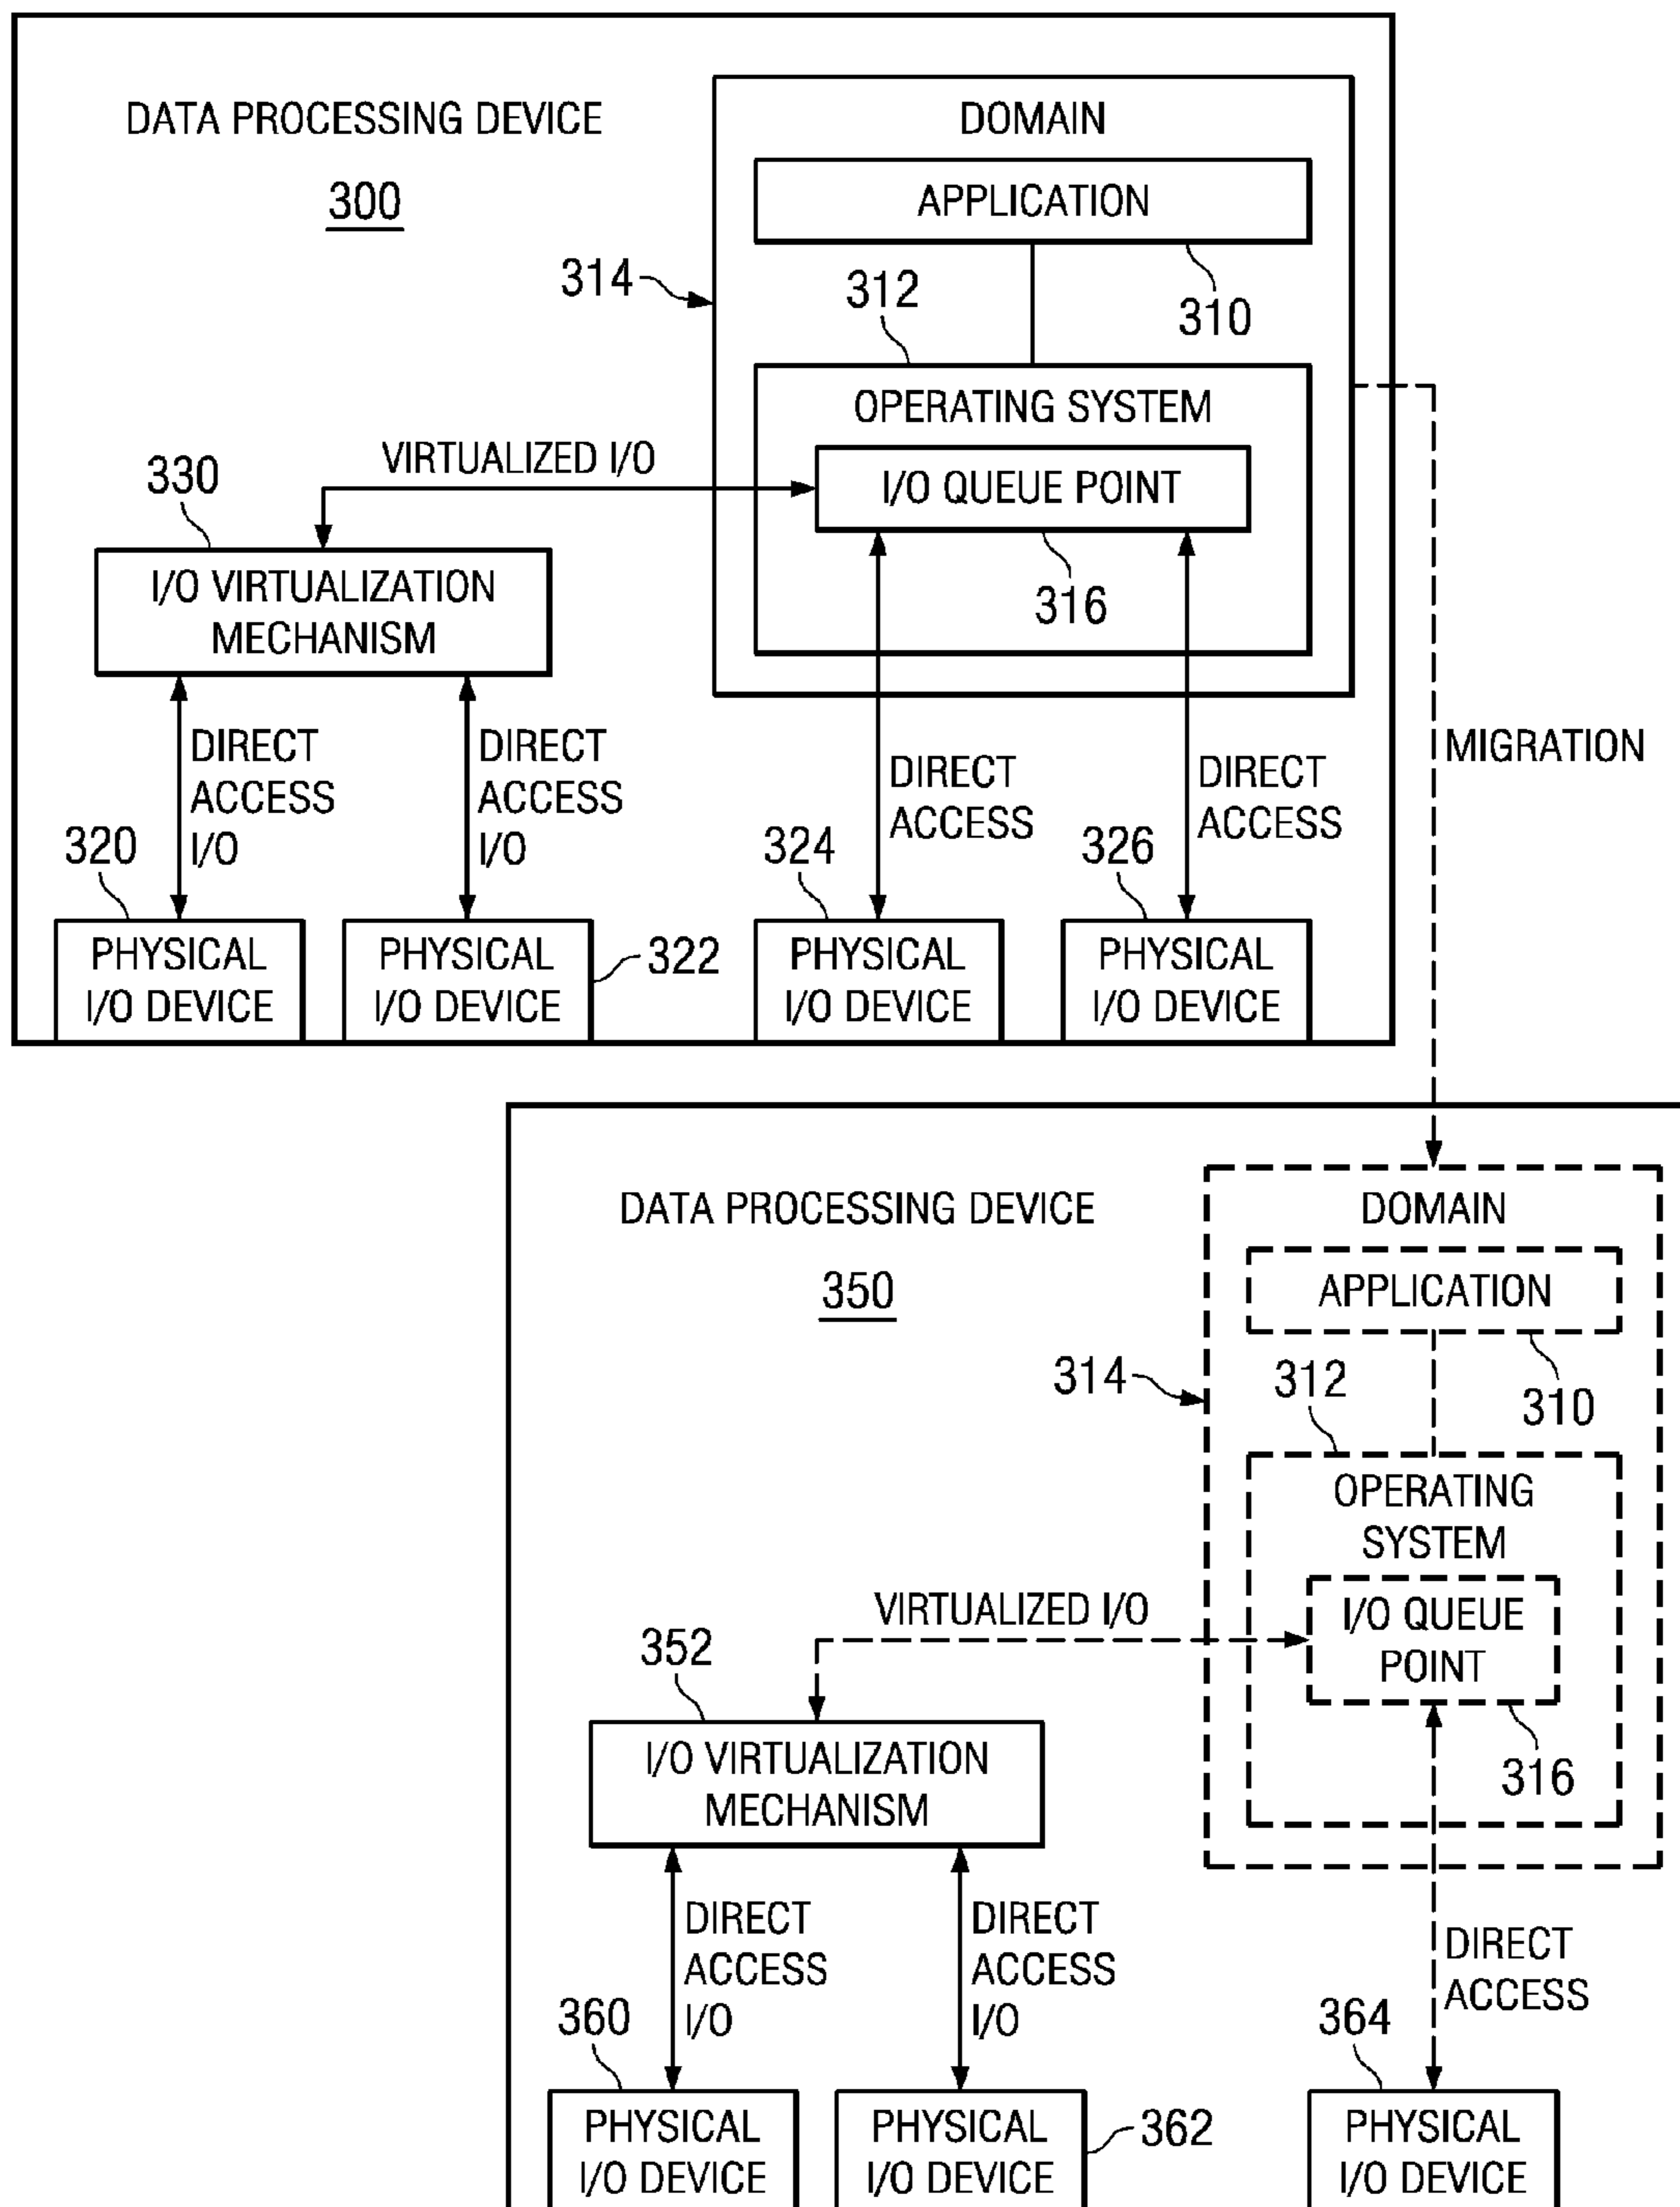 DATA PROCESSING DEVICE
300
DOMAIN
APPLICATION
310
314
312
OPERATING SYSTEM
I/O QUEUE POINT
316
VIRTUALIZED I/O
330
I/O VIRTUALIZATION
MECHANISM
DIRECT
ACCESS
I/O
DIRECT
ACCESS
I/O
DIRECT
ACCESS
DIRECT
ACCESS
MIGRATION
320
PHYSICAL
I/O DEVICE
PHYSICAL
I/O DEVICE
322
324
PHYSICAL
I/O DEVICE
326
PHYSICAL
I/O DEVICE
DATA PROCESSING DEVICE
350
DOMAIN
APPLICATION
310
314
312
OPERATING
SYSTEM
I/O QUEUE
POINT
316
VIRTUALIZED I/O
352
I/O VIRTUALIZATION
MECHANISM
DIRECT
ACCESS
I/O
DIRECT
ACCESS
I/O
DIRECT
ACCESS
360
PHYSICAL
I/O DEVICE
PHYSICAL
I/O DEVICE
362
364
PHYSICAL
I/O DEVICE